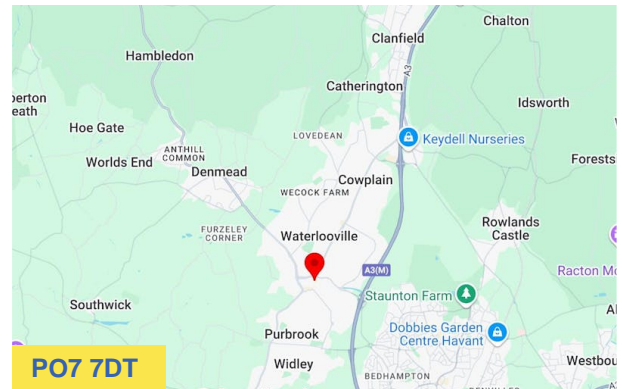 Chalton
Clanfield
Hambledon
A3
Catherington
Idsworth
Hoe Gate
LOVEDEAN
Keydell Nurseries
ANTHILL
COMMON
Worlds End
Denmead
Cowplain
WECOCK FARM
FURZELEY
CORNER
Waterlooville
Rowlands
Castle
A3(M)
Staunton Farm
Southwick
Dobbies Garden
Centre, Havant
Purbrook
Widley
BEDHAMPTON
PO7 7DT